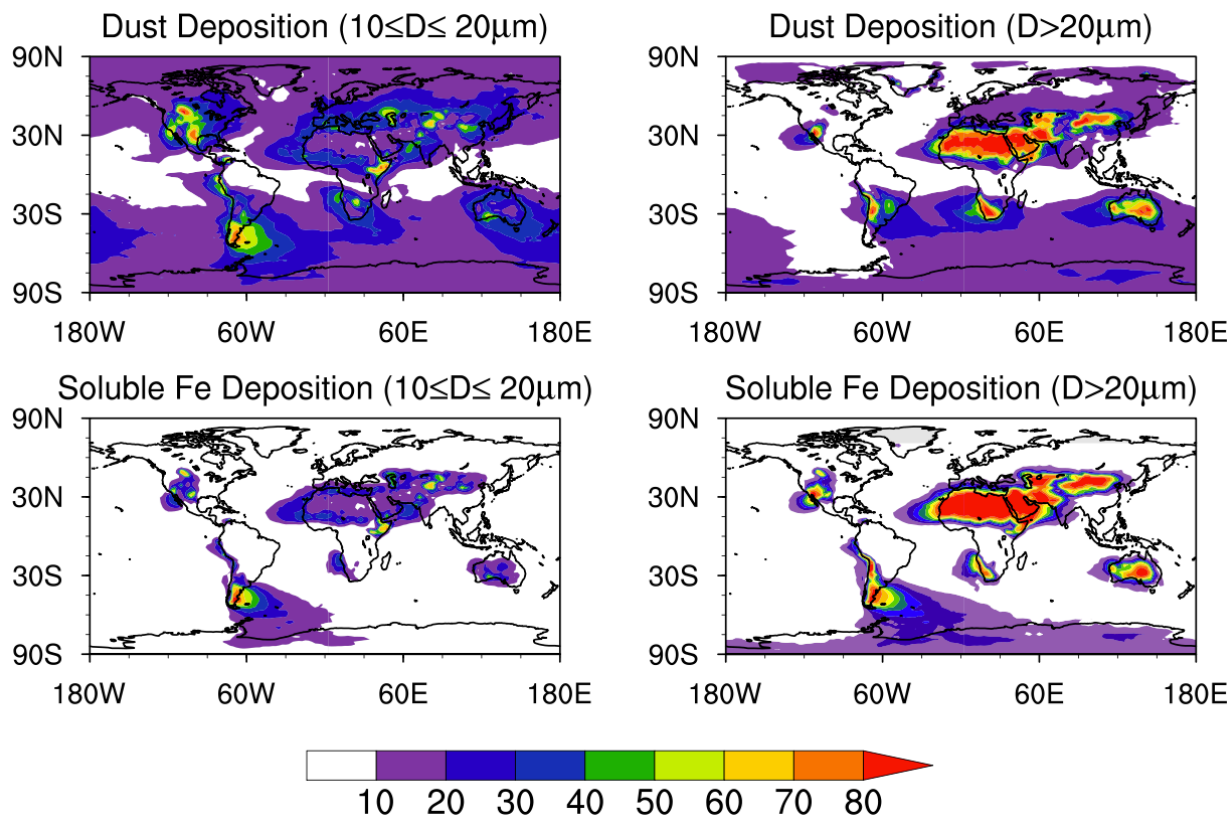 Dust Deposition (10≤D≤ 20μm)
Dust Deposition (D>20μm)
90N
30N
30S
90S
180W 60W 60E 180E
90N
30N
30S
90S
180W 60W 60E 180E
Soluble Fe Deposition (10≤D≤ 20μm)
Soluble Fe Deposition (D>20μm)
90N
30N
30S
90S
180W 60W 60E 180E
90N
30N
30S
90S
180W 60W 60E 180E
10 20 30 40 50 60 70 80